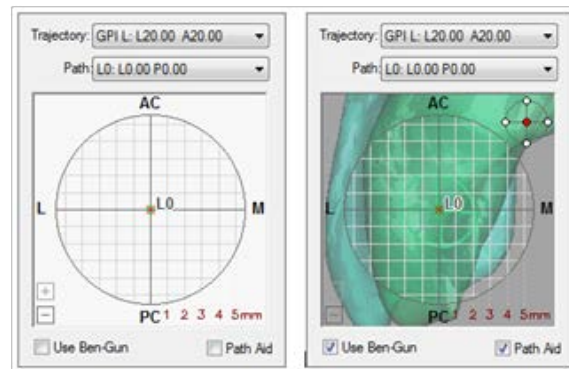 Trajectory: GPI L: L20.00 A20.00
Path: L0: L0.00 P0.00
AC
L L0 M
PC 1 2 3 4 5mm
Use Ben-Gun Path Aid
Trajectory: GPI L: L20.00 A20.00
Path: L0: L0.00 P0.00
AC
L L0 M
PC 1 2 3 4 5mm
Use Ben-Gun Path Aid